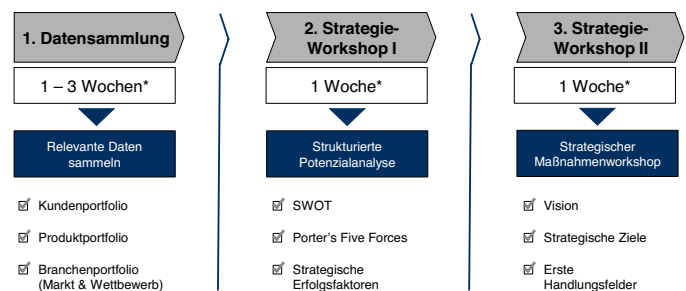 1. Datensammlung
1 – 3 Wochen*
Relevante Daten
sammeln
Kundenportfolio
Produktportfolio
Branchenportfolio
(Markt & Wettbewerb)
2. Strategie-
Workshop I
1 Woche*
Strukturierte
Potenzialanalyse
SWOT
Porter's Five Forces
Strategische
Erfolgsfaktoren
3. Strategie-
Workshop II
1 Woche*
Strategischer
Maßnahmenworkshop
Vision
Strategische Ziele
Erste
Handlungsfelder